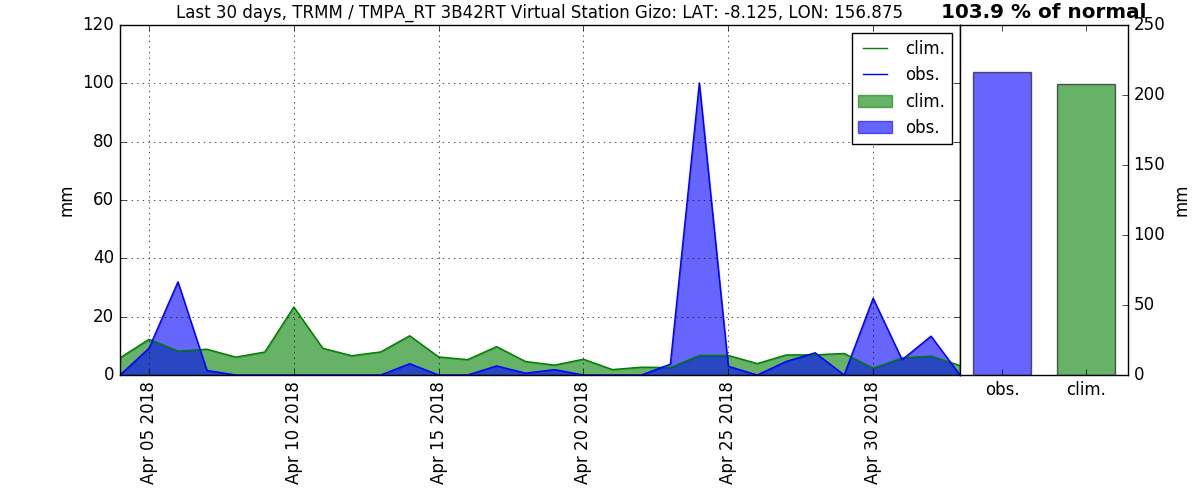 Last 30 days, TRMM / TMPA_RT 3B42RT Virtual Station Gizo: LAT: -8.125, LON: 156.875
103.9 % of normal
120
100
80
60
40
20
0
mm
clim.
obs.
clim.
obs.
250
200
150
100
50
0
mm
Apr 05 2018
Apr 10 2018
Apr 15 2018
Apr 20 2018
Apr 25 2018
Apr 30 2018
obs.
clim.